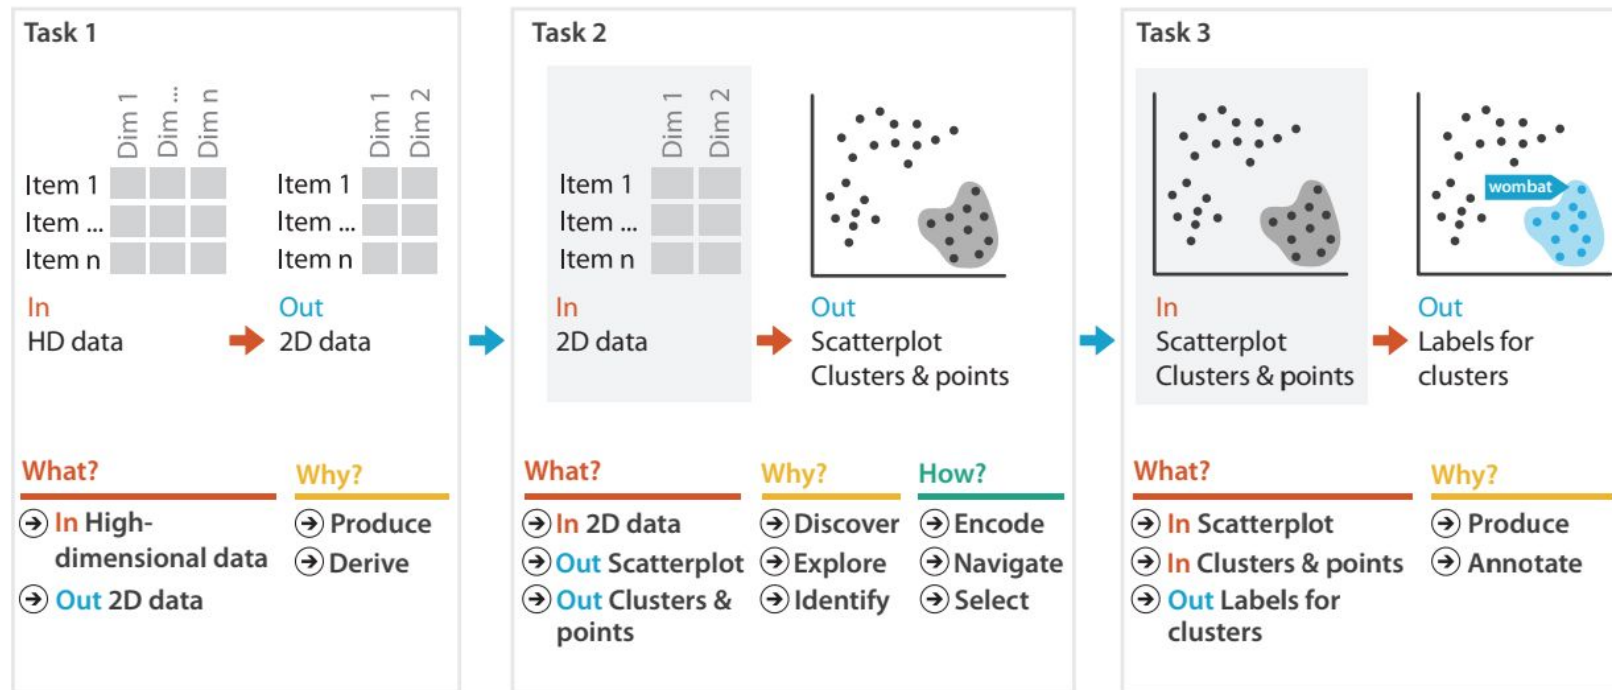 Task 1
Dim 1
Dim ...
Dim n
Item 1
Item ...
Item n
Dim 1
Dim 2
Item 1
Item ...
Item n
In
HD data
Out
2D data
What?
In High-
dimensional data
Out 2D data
Why?
Produce
Derive
Task 2
Dim 1
Dim 2
Item 1
Item ...
Item n
In
2D data
Out
Scatterplot
Clusters & points
What?
In 2D data
Out Scatterplot
Out Clusters &
points
Why?
Discover
Explore
Identify
How?
Encode
Navigate
Select
Task 3
wombat
In
Scatterplot
Clusters & points
Out
Labels for
clusters
What?
In Scatterplot
In Clusters & points
Out Labels for
clusters
Why?
Produce
Annotate